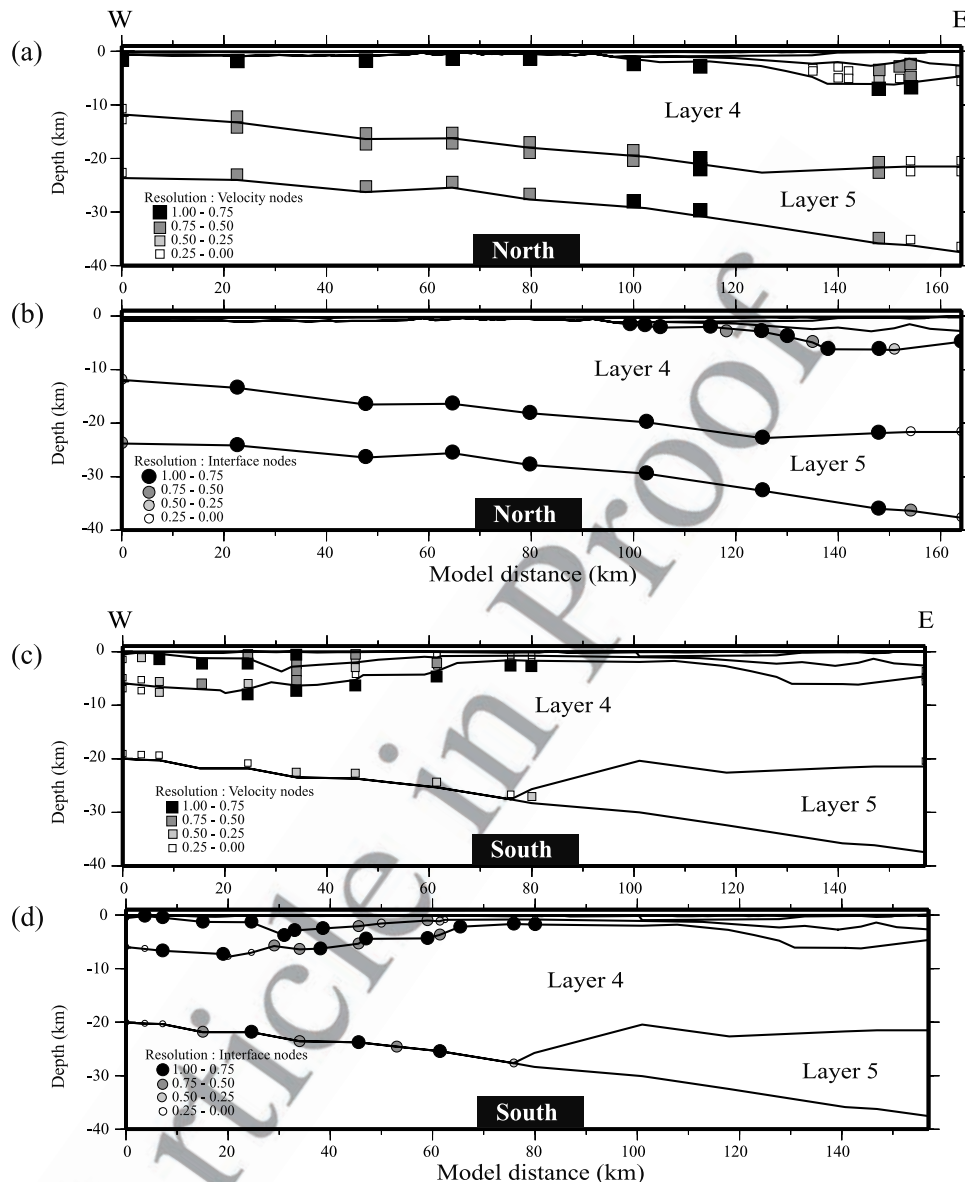 W E
(a)
0
-10
-20
-30
-40
Depth (km)
Layer 4
Layer 5
Resolution : Velocity nodes
1.00 - 0.75
0.75 - 0.50
0.50 - 0.25
0.25 - 0.00
North
0 20 40 60 80 100 120 140 160
(b)
0
-10
-20
-30
-40
Depth (km)
Layer 4
Layer 5
Resolution : Interface nodes
1.00 - 0.75
0.75 - 0.50
0.50 - 0.25
0.25 - 0.00
North
0 20 40 60 80 100 120 140 160
Model distance (km)
W E
(c)
0
-10
-20
-30
-40
Depth (km)
Layer 4
Layer 5
Resolution : Velocity nodes
1.00 - 0.75
0.75 - 0.50
0.50 - 0.25
0.25 - 0.00
South
0 20 40 60 80 100 120 140
(d)
0
-10
-20
-30
-40
Depth (km)
Layer 4
Layer 5
Resolution : Interface nodes
1.00 - 0.75
0.75 - 0.50
0.50 - 0.25
0.25 - 0.00
South
0 20 40 60 80 100 120 140
Model distance (km)
rticle in Proof